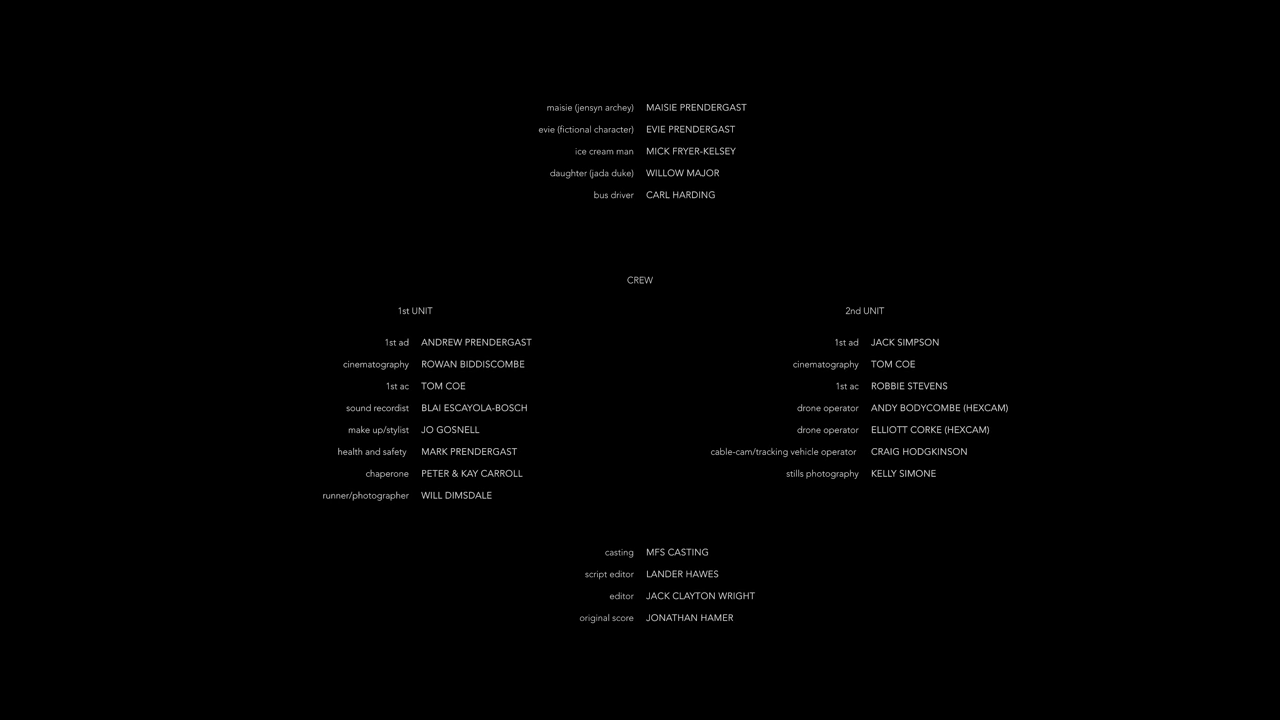 maisie (jensyn archey) MAISIE PRENDERGAST
evie (fictional character) EVIE PRENDERGAST
ice cream man MICK FRYER-KELSEY
daughter (jada duke) WILLOW MAJOR
bus driver CARL HARDING
CREW
1st UNIT
1st ad ANDREW PRENDERGAST
cinematography ROWAN BIDDISCOMBE
1st ac TOM COE
sound recordist BLAI ESCAYOLA-BOSCH
make up/stylist JO GOSNELL
health and safety MARK PRENDERGAST
chaperone PETER & KAY CARROLL
runner/photographer WILL DIMSDALE
2nd UNIT
1st ad JACK SIMPSON
cinematography TOM COE
1st ac ROBBIE STEVENS
drone operator ANDY BODYCOMBE (HEXCAM)
drone operator ELLIOTT CORKE (HEXCAM)
cable-cam/tracking vehicle operator CRAIG HODGKINSON
stills photography KELLY SIMONE
casting MFS CASTING
script editor LANDER HAWES
editor JACK CLAYTON WRIGHT
original score JONATHAN HAMER